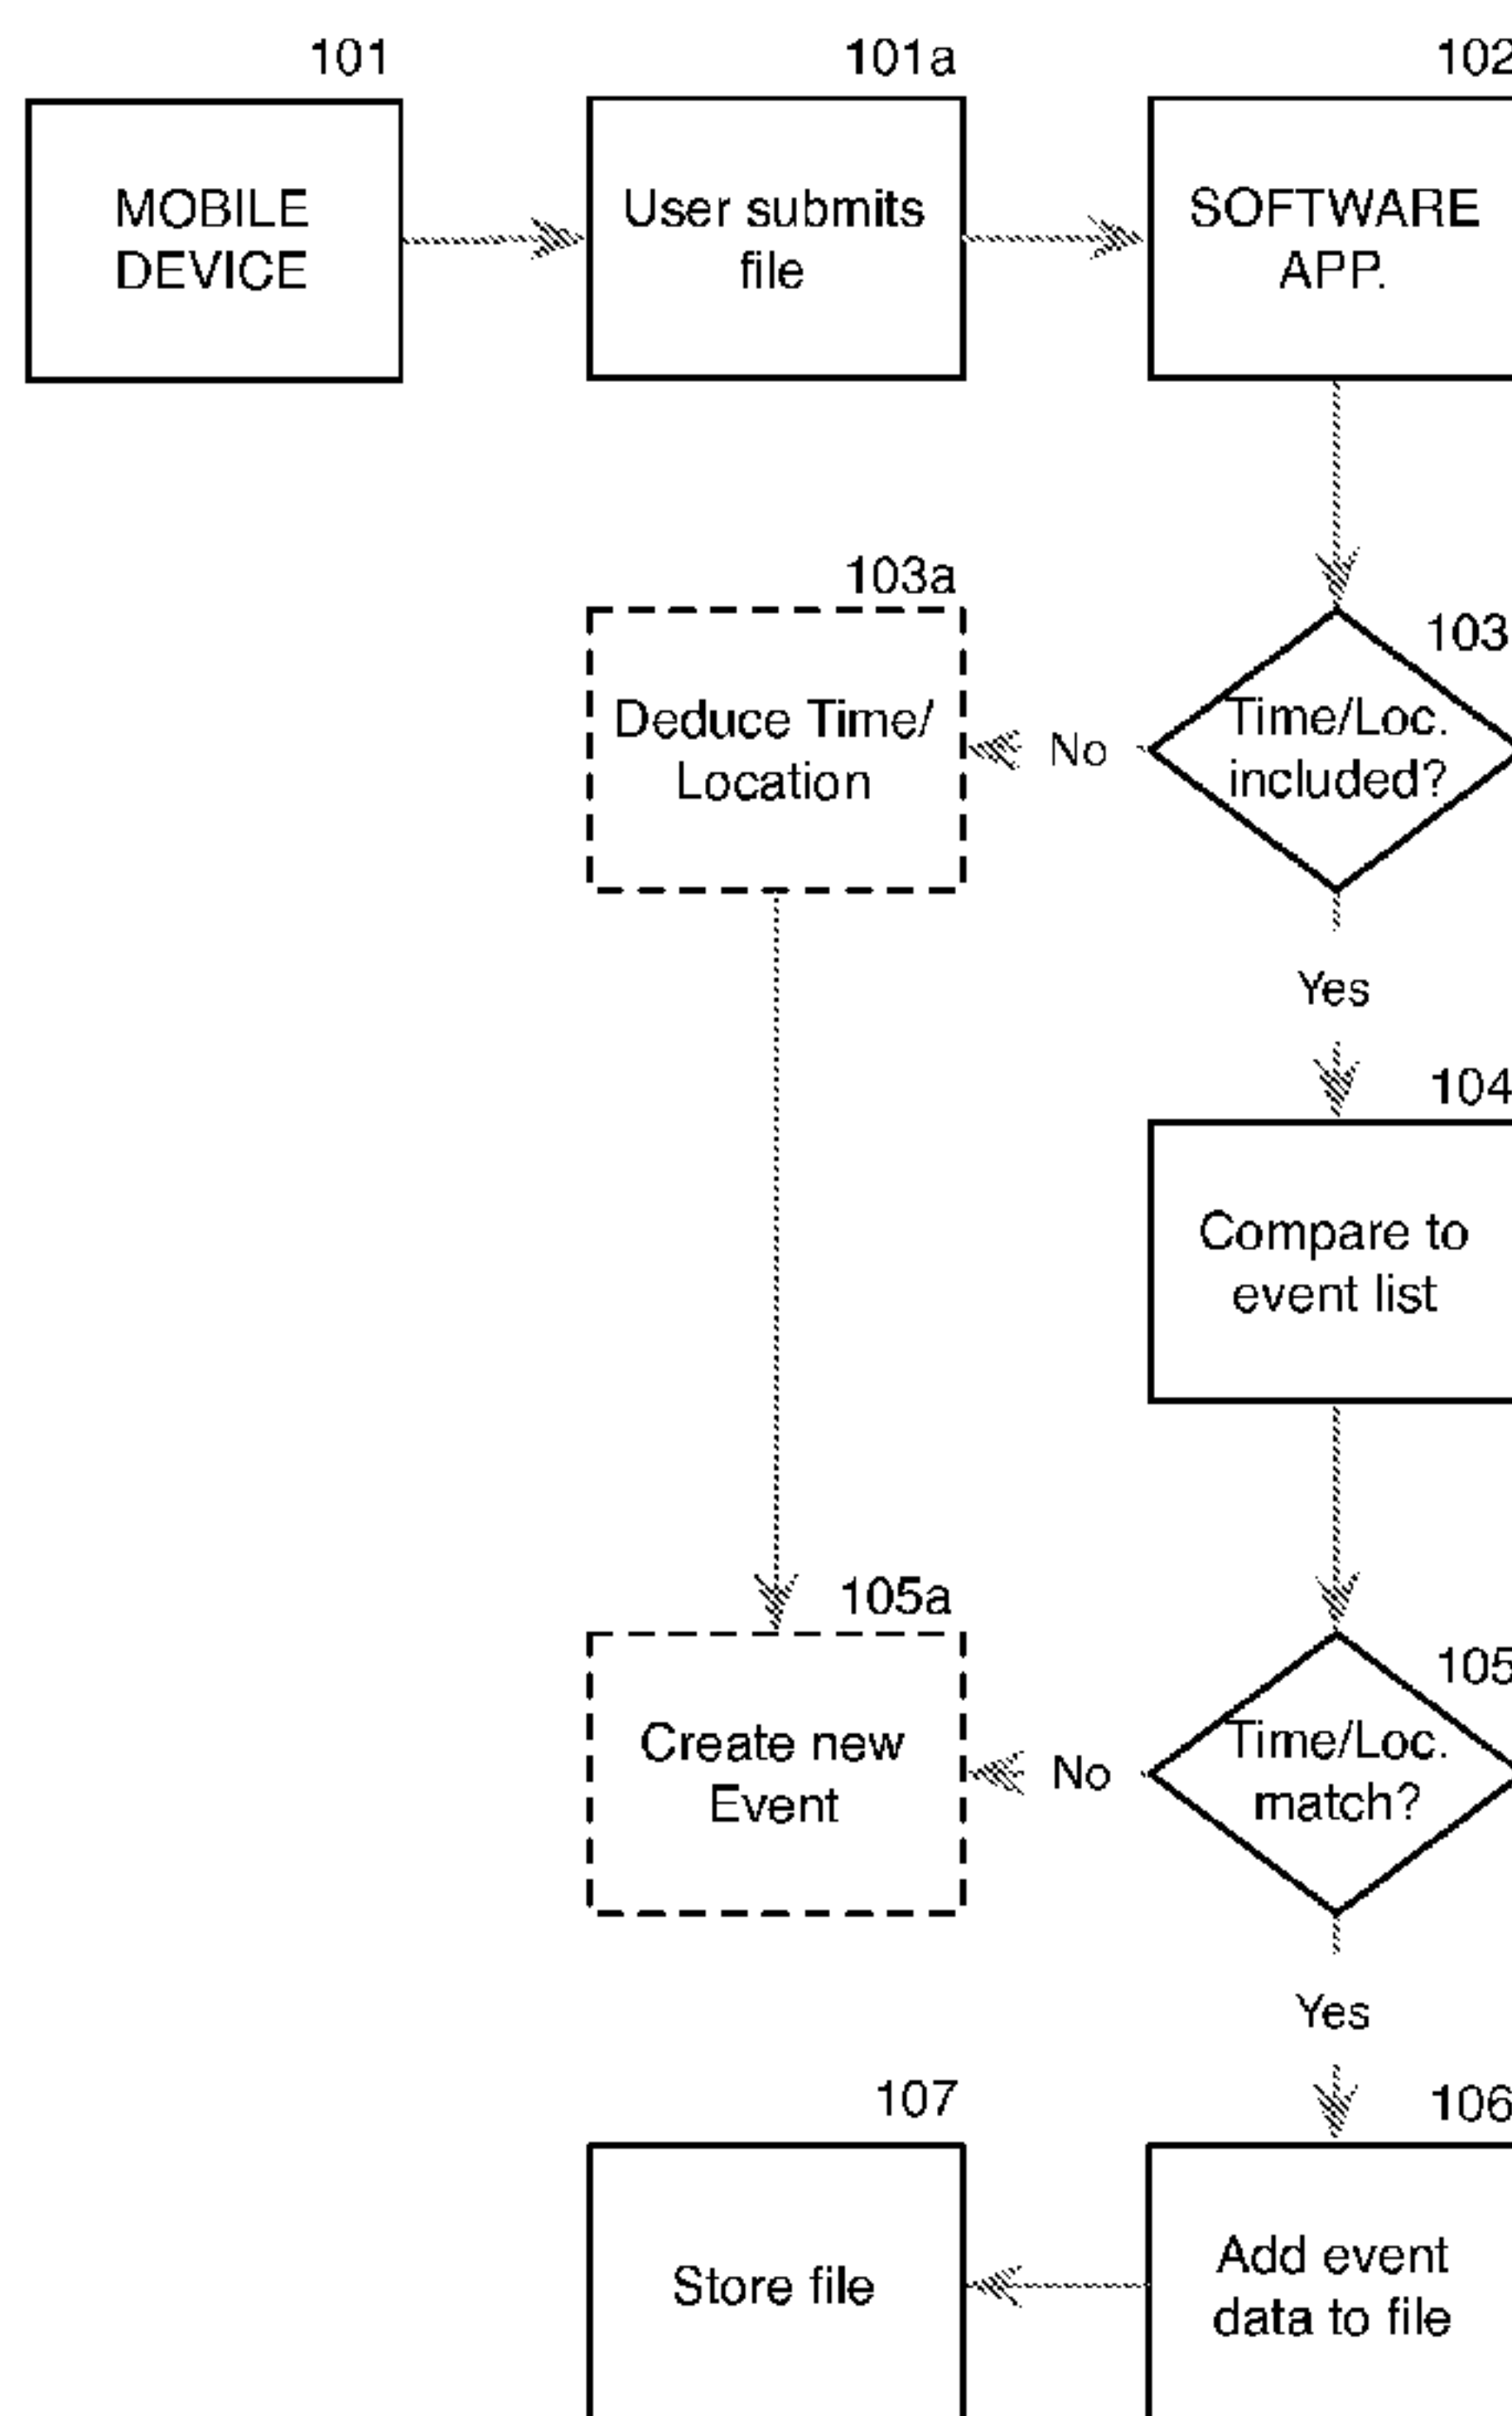 101
MOBILE
DEVICE
101a
User submits
file
102
SOFTWARE
APP.
103a
Deduce Time/
Location
No
103
Time/Loc.
included?
Yes
104
Compare to
event list
105a
Create new
Event
No
105
Time/Loc.
match?
Yes
107
Store file
106
Add event
data to file